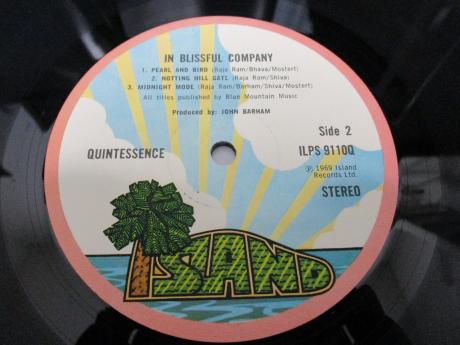 IN BLISSFUL COMPANY
1. PEARL AND BIRD (Raja Ram/Bhava/Mostert)
2. NOTTING HILL GATE (Raja Ram/Shiva)
3. MIDNIGHT MODE (Raja Ram/Barham/Shiva/Mostert)
All titles published by Blue Mountain Music
Produced by: JOHN BARHAM
Side 2
QUINTESSENCE
ILPS 9110Q
℗ 1969 Island
Records Ltd.
STEREO
ISLAND